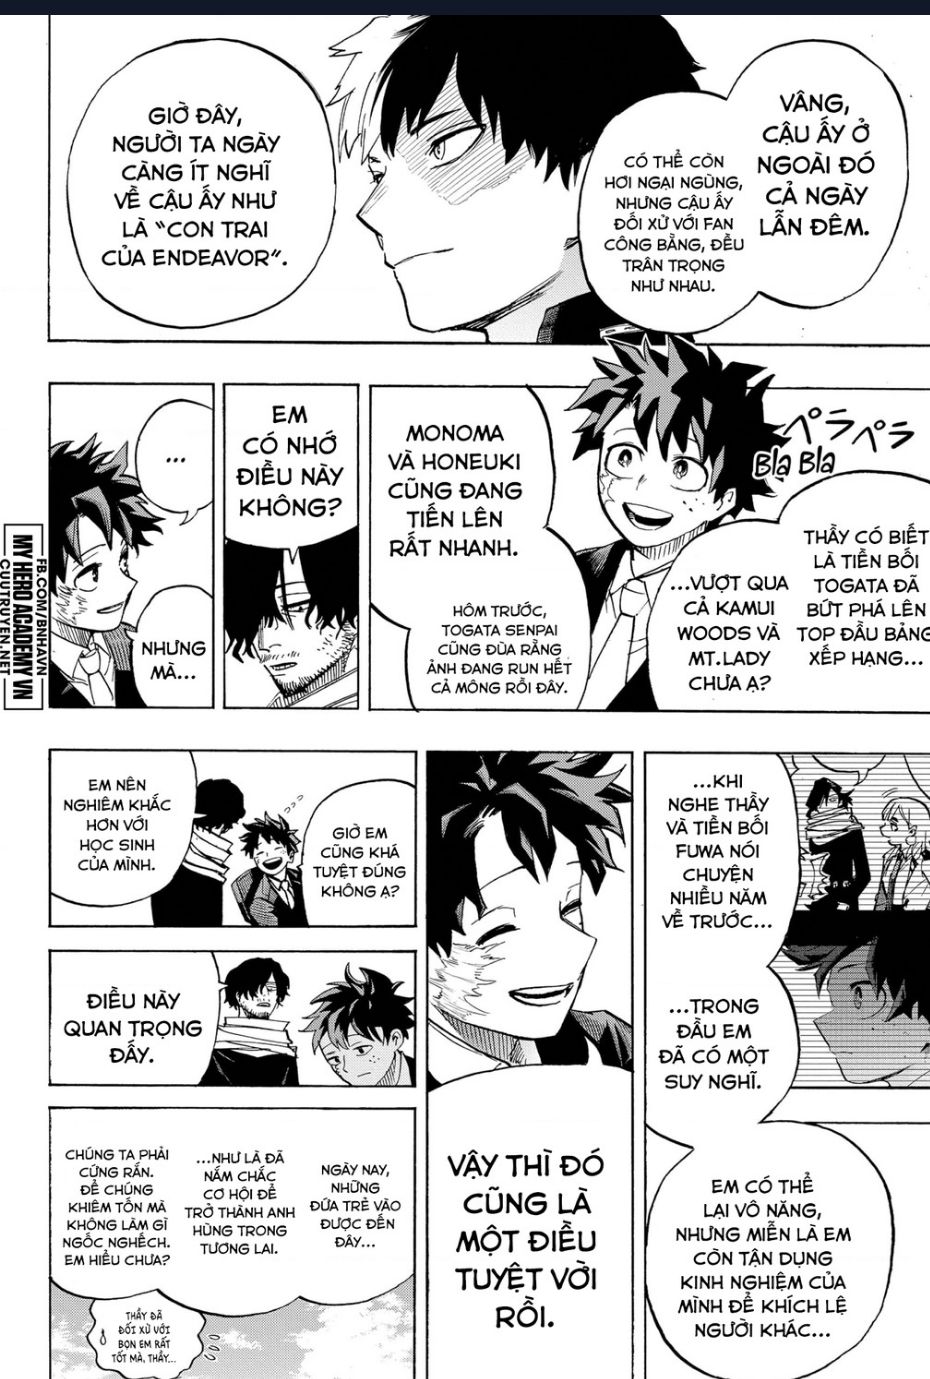 VÂNG,
CẬU ẤY Ở
NGOÀI ĐÓ
CẢ NGÀY
LẪN ĐÊM.
CÓ THỂ CÒN
HƠI NGẠI NGÙNG,
NHƯNG CẬU ẤY
ĐỐI XỬ VỚI FAN
CÔNG BẰNG, ĐỀU
TRÂN TRỌNG
NHƯ NHAU.
GIỜ ĐÂY,
NGƯỜI TA NGÀY
CÀNG ÍT NGHĨ
VỀ CẬU ẤY NHƯ
LÀ "CON TRAI
CỦA ENDEAVOR".
ペラペラ
Bla Bla
THẦY CÓ BIẾT
LÀ TIỀN BỐI
TOGATA ĐÃ
BỨT PHÁ LÊN
TOP ĐẦU BẢNG
XẾP HẠNG...
...VƯỢT QUA
CẢ KAMUI
WOODS VÀ
MT.LADY
CHƯA Ạ?
MONOMA
VÀ HONEUKI
CŨNG ĐANG
TIẾN LÊN
RẤT NHANH.
HÔM TRƯỚC,
TOGATA SENPAI
CŨNG ĐÙA RẰNG
ẢNH ĐANG RUN HẾT
CẢ MÔNG RỒI ĐÂY.
EM
CÓ NHỚ
ĐIỀU NÀY
KHÔNG?
...
NHƯNG
MÀ...
FB.COM/BNHAVN
MY HERO ACADEMY VN
CUUTRUYEN.NET
...KHI
NGHE THẦY
VÀ TIỀN BỐI
FUWA NÓI
CHUYỆN
NHIỀU NĂM
VỀ TRƯỚC...
...TRONG
ĐẦU EM
ĐÃ CÓ MỘT
SUY NGHĨ.
EM CÓ THỂ
LẠI VÔ NĂNG,
NHƯNG MIỄN LÀ EM
CÒN TẬN DỤNG
KINH NGHIỆM CỦA
MÌNH ĐỂ KHÍCH LỆ
NGƯỜI KHÁC...
VẬY THÌ ĐÓ
CŨNG LÀ
MỘT ĐIỀU
TUYỆT VỜI
RỒI.
GIỜ EM
CŨNG KHÁ
TUYỆT ĐÚNG
KHÔNG Ạ?
EM NÊN
NGHIÊM KHẮC
HƠN VỚI
HỌC SINH
CỦA MÌNH.
ĐIỀU NÀY
QUAN TRỌNG
ĐẤY.
NGÀY NAY,
NHỮNG
ĐỨA TRẺ VÀO
ĐƯỢC ĐẾN
ĐÂY...
...NHƯ LÀ ĐÃ
NẮM CHẮC
CƠ HỘI ĐỂ
TRỞ THÀNH ANH
HÙNG TRONG
TƯƠNG LAI.
CHÚNG TA PHẢI
CỨNG RẮN.
ĐỂ CHÚNG
KHIÊM TỐN MÀ
KHÔNG LÀM GÌ
NGỐC NGHẾCH.
EM HIỂU CHƯA?
THẦY ĐÃ
ĐỐI XỬ VỚI
BỌN EM RẤT
TỐT MÀ, THẦY...